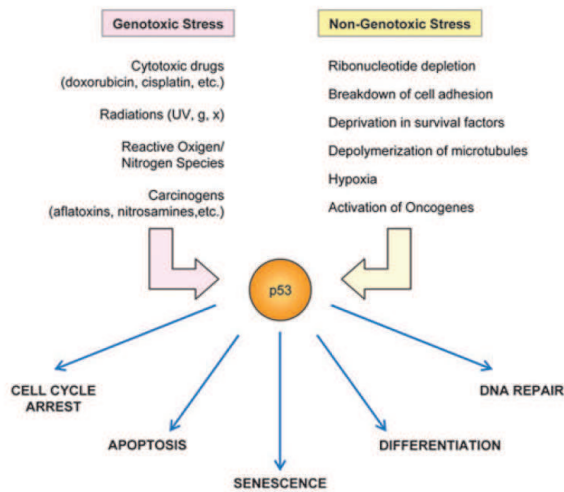 Genotoxic Stress
Cytotoxic drugs
(doxorubicin, cisplatin, etc.)
Radiations (UV, g, x)
Reactive Oxigen/
Nitrogen Species
Carcinogens
(aflatoxins, nitrosamines,etc.)
Non-Genotoxic Stress
Ribonucleotide depletion
Breakdown of cell adhesion
Deprivation in survival factors
Depolymerization of microtubules
Hypoxia
Activation of Oncogenes
p53
CELL CYCLE
ARREST
APOPTOSIS
SENESCENCE
DIFFERENTIATION
DNA REPAIR